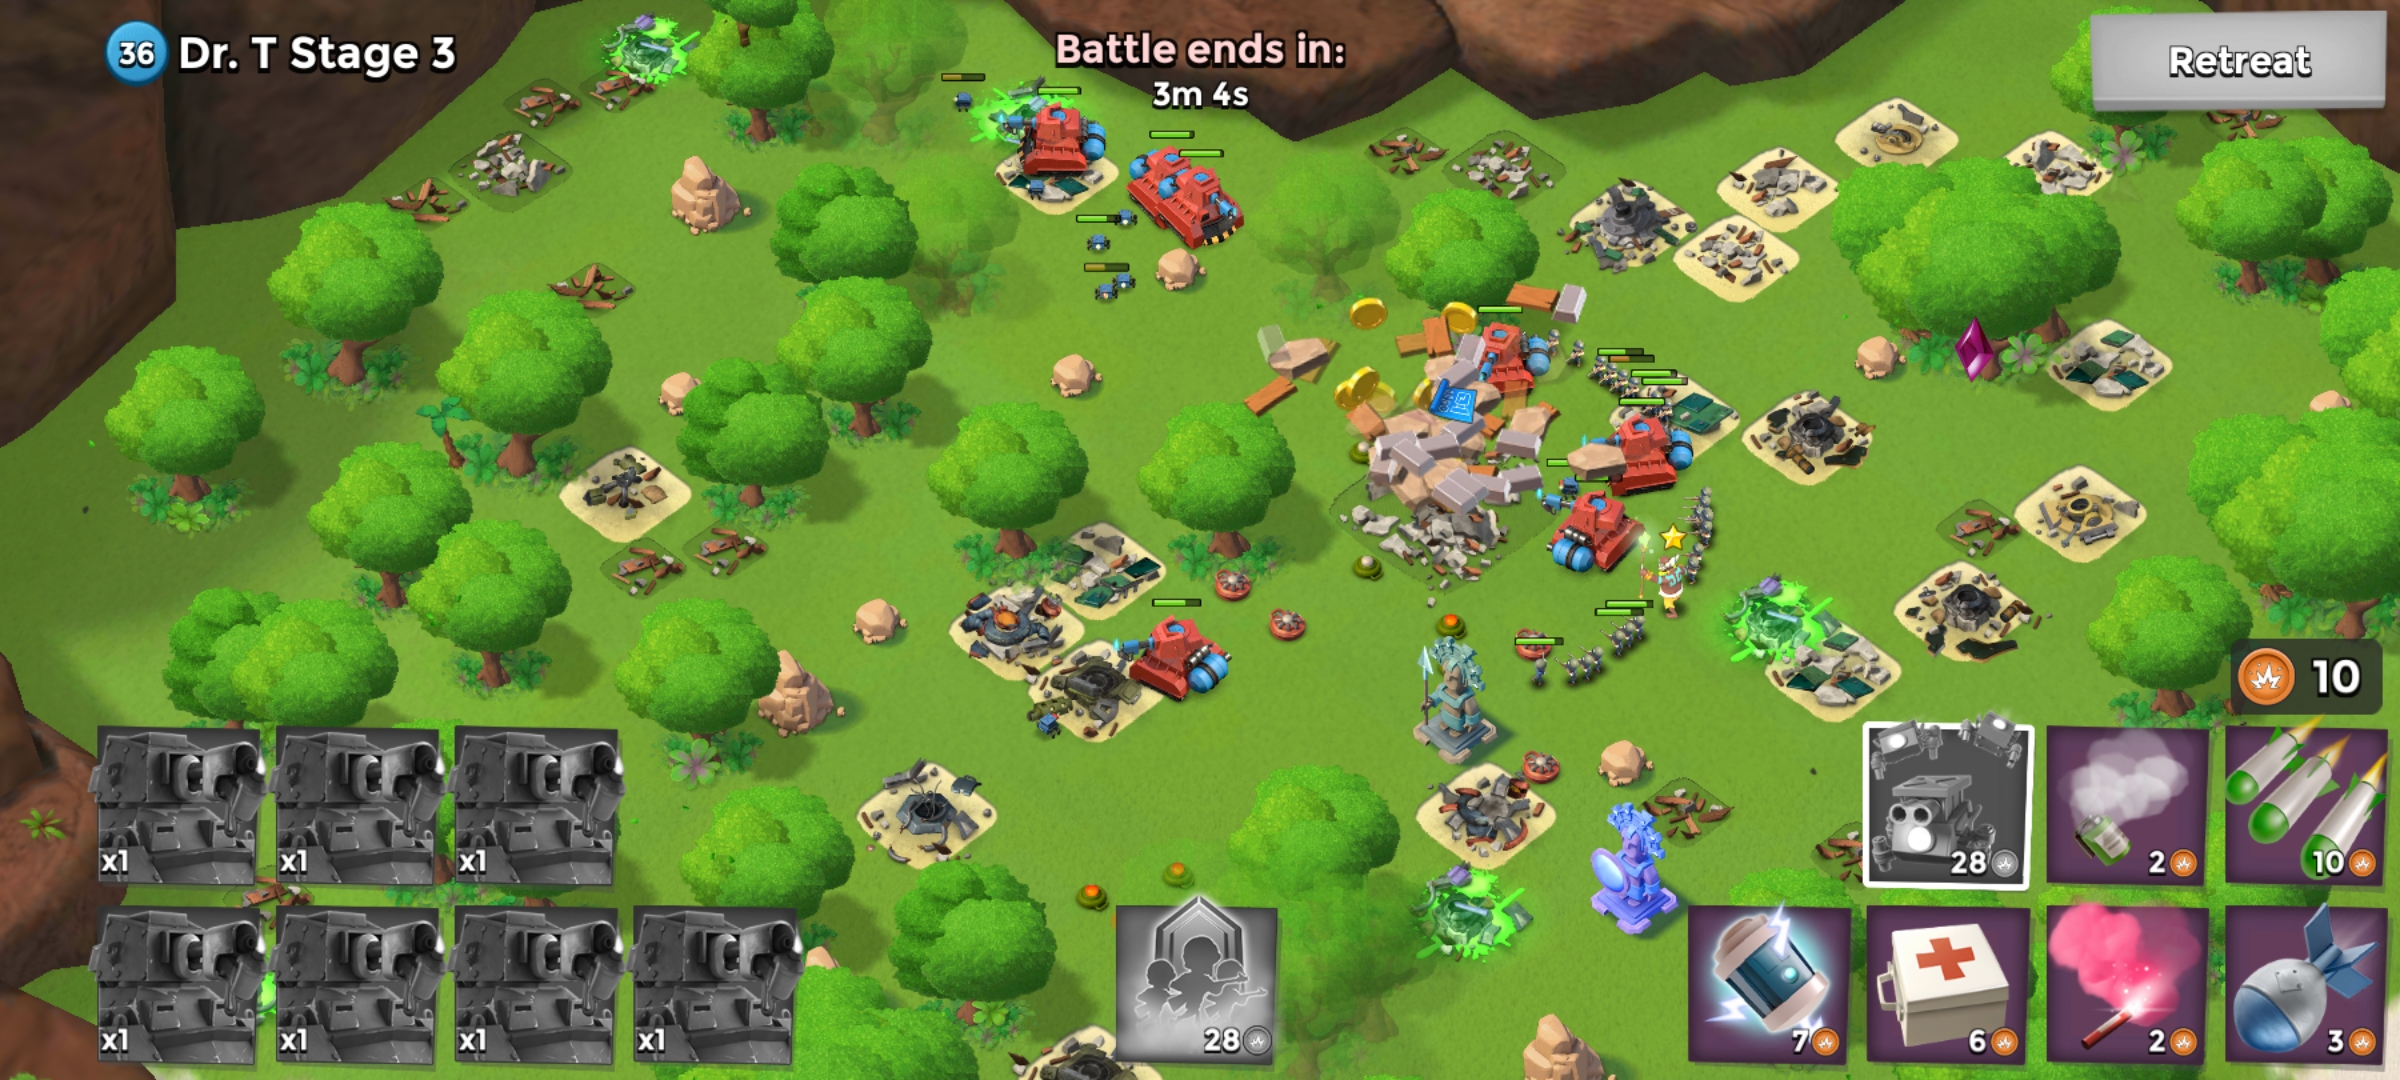 36 Dr. T Stage 3
Battle ends in:
3m 4s
Retreat
10
x1 x1 x1
28 2 10
x1 x1 x1 x1
28 7 6 2 3